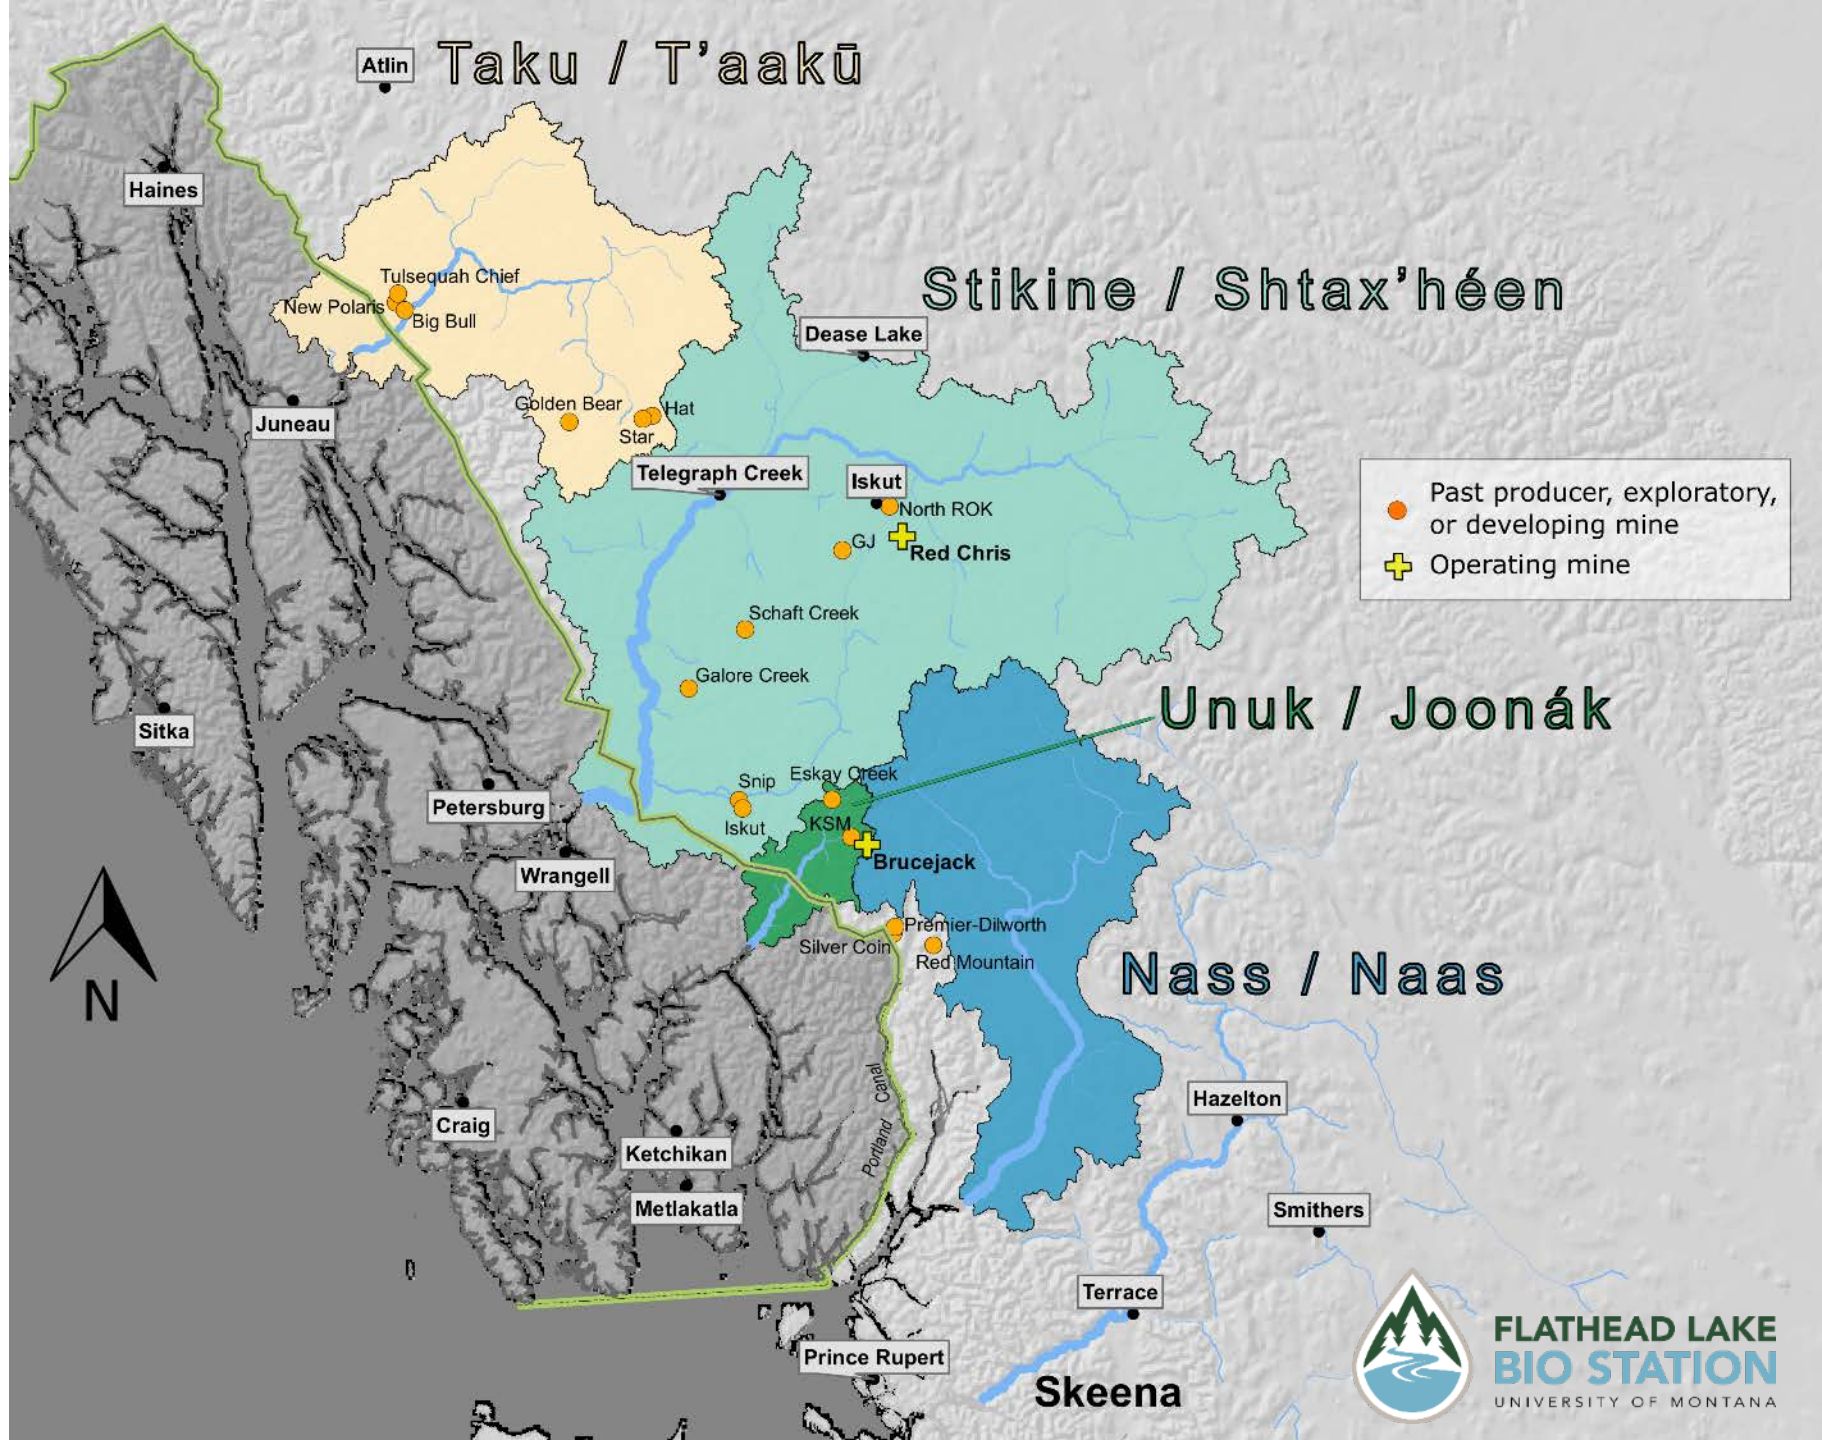 Taku / T’aakū
Atlin
Haines
Tulsequah Chief
New Polaris
Big Bull
Stikine / Shtax’héen
Dease Lake
Juneau
Golden Bear
Hat
Star
Telegraph Creek
Iskut
North ROK
GJ
Red Chris
Past producer, exploratory,
or developing mine
Operating mine
Schaft Creek
Galore Creek
Unuk / Joonák
Sitka
Petersburg
Snip
Eskay Creek
Iskut
KSM
Brucejack
Wrangell
Premier-Dilworth
Silver Coin
Red Mountain
Nass / Naas
N
Portland Canal
Craig
Ketchikan
Metlakatla
Hazelton
Smithers
Terrace
Prince Rupert
Skeena
FLATHEAD LAKE
BIO STATION
UNIVERSITY OF MONTANA